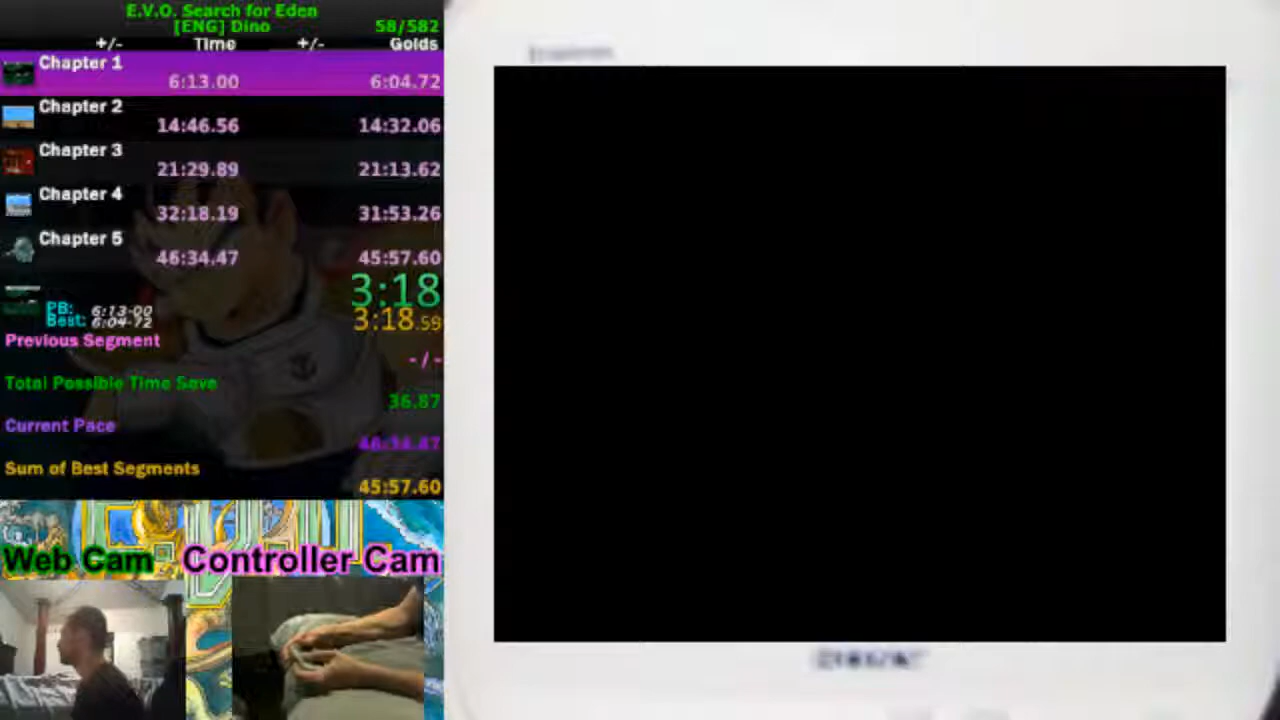 E.V.O. Search for Eden
[ENG] Dino 58/582
+/- Time +/- Golds
Chapter 1
6:13.00 6:04.72
Chapter 2
14:46.56 14:32.06
Chapter 3
21:29.89 21:13.62
Chapter 4
32:18.19 31:53.26
Chapter 5
46:34.47 45:57.60
3:18
PB: 6:13.00
Best: 6:04.72
3:18.59
Previous Segment
- / -
Total Possible Time Save
36.87
Current Pace
Sum of Best Segments
45:57.60
Web Cam Controller Cam